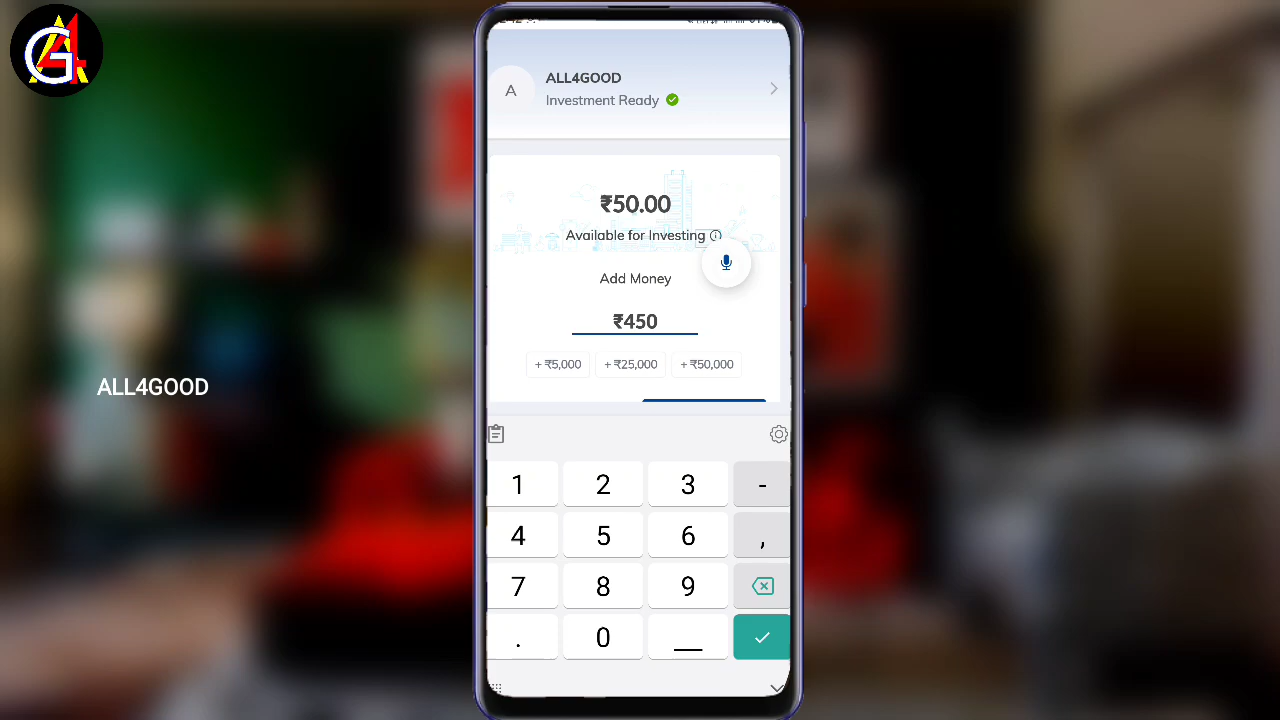 ALL4GOOD
Investment Ready
A
₹50.00
Available for Investing
Add Money
₹450
+ ₹5,000 + ₹25,000 + ₹50,000
ALL4GOOD
1 2 3 -
4 5 6 ,
7 8 9
. 0